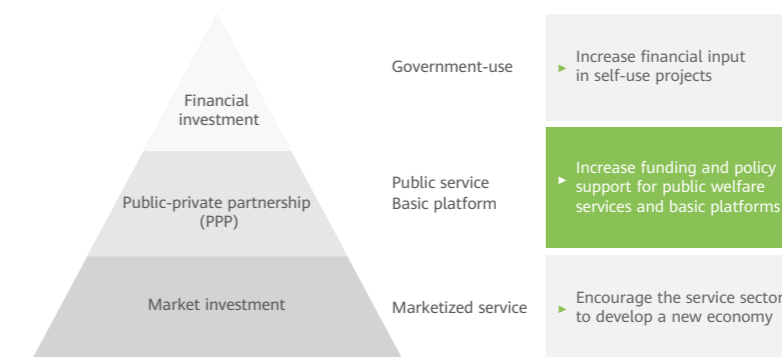 Financial
investment
Government-use
► Increase financial input
in self-use projects
Public-private partnership
(PPP)
Public service
Basic platform
► Increase funding and policy
support for public welfare
services and basic platforms
Market investment
Marketized service
► Encourage the service sector
to develop a new economy